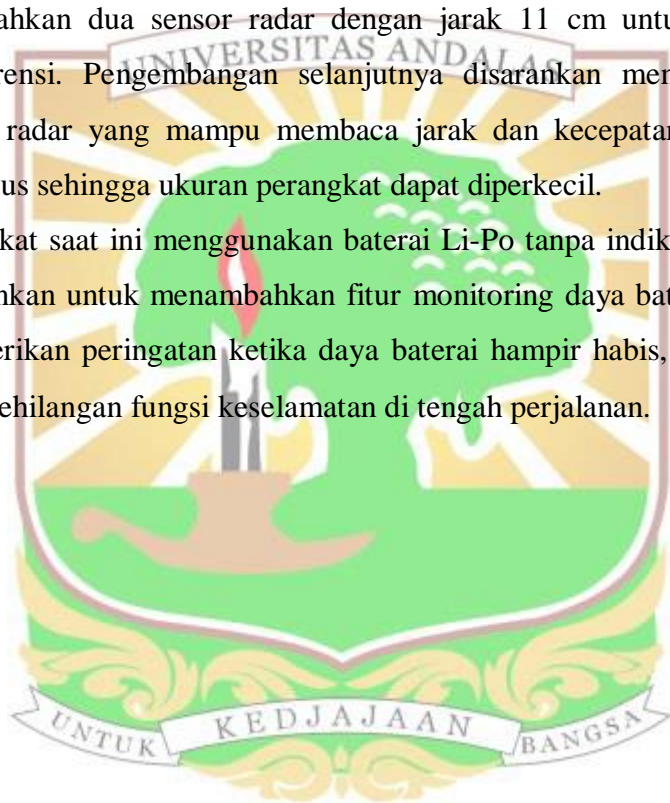 ahkan dua sensor radar dengan jarak 11 cm untu
UNIVERSITAS ANDALAS
rensi. Pengembangan selanjutnya disarankan men
radar yang mampu membaca jarak dan kecepatan
us sehingga ukuran perangkat dapat diperkecil.
kat saat ini menggunakan baterai Li-Po tanpa indik
nkan untuk menambahkan fitur monitoring daya bat
erikan peringatan ketika daya baterai hampir habis,
ehilangan fungsi keselamatan di tengah perjalanan.
UNTUK KEDJAJAAN BANGSA